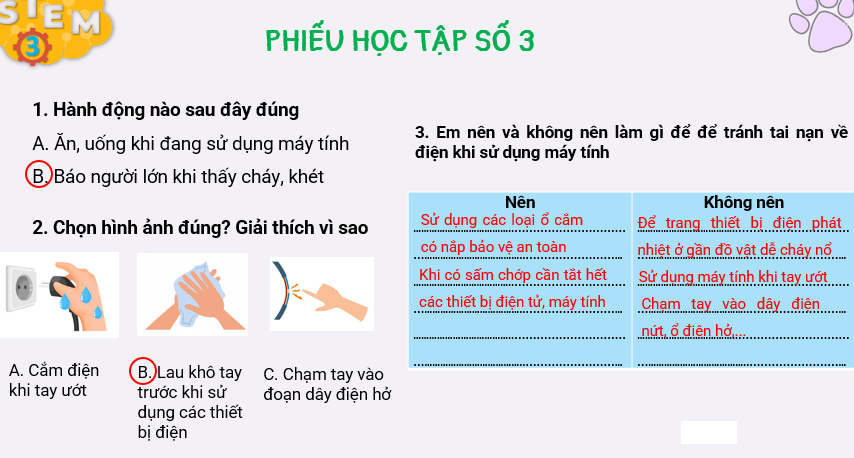 STEM
3
PHIẾU HỌC TẬP SỐ 3
1. Hành động nào sau đây đúng
A. Ăn, uống khi đang sử dụng máy tính
B. Báo người lớn khi thấy cháy, khét
2. Chọn hình ảnh đúng? Giải thích vì sao
A. Cắm điện
khi tay ướt
B. Lau khô tay
trước khi sử
dụng các thiết
bị điện
C. Chạm tay vào
đoạn dây điện hở
3. Em nên và không nên làm gì để để tránh tai nạn về
điện khi sử dụng máy tính
Nên
Sử dụng các loại ổ cắm
có nắp bảo vệ an toàn
Khi có sấm chớp cần tắt hết
các thiết bị điện tử, máy tính
Không nên
Để trang thiết bị điện phát
nhiệt ở gần đồ vật dễ cháy nổ
Sử dụng máy tính khi tay ướt
Chạm tay vào dây điện
nứt, ổ điện hở,...